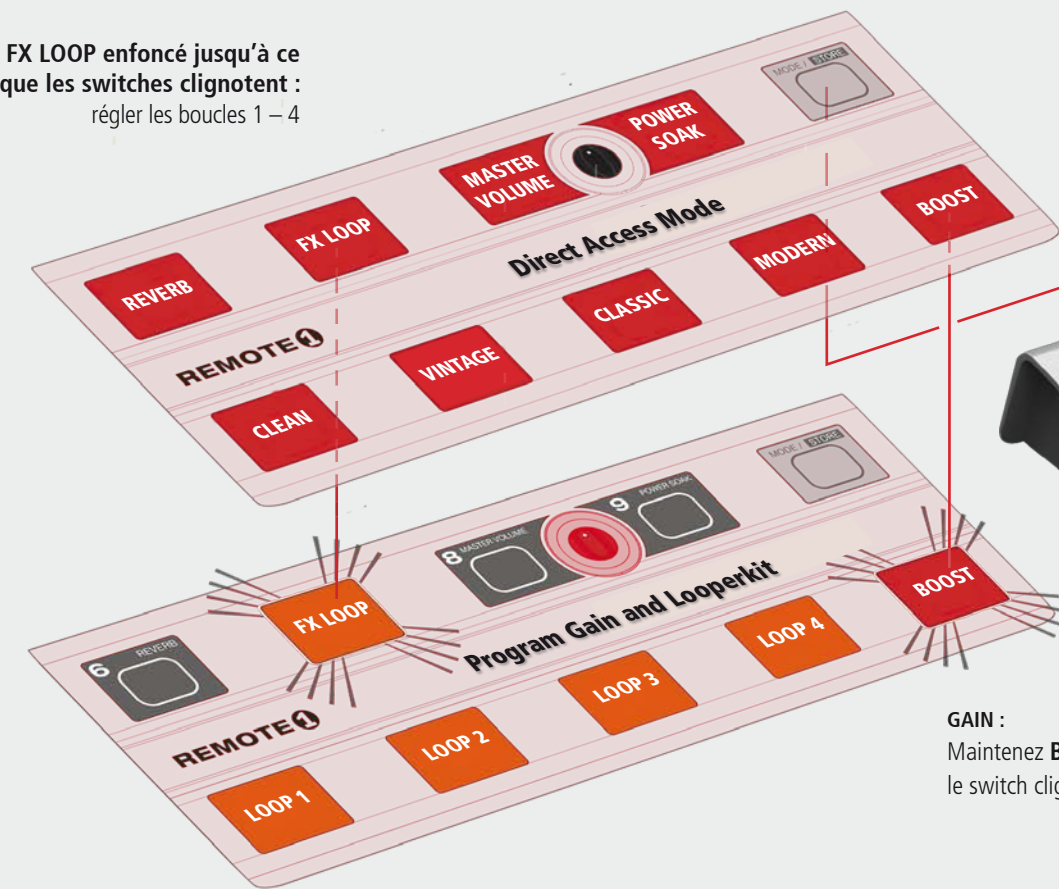 FX LOOP enfoncé jusqu'à ce
que les switches clignotent :
régler les boucles 1 – 4
MODE / STORE
MASTER
VOLUME
POWER
SOAK
REVERB
FX LOOP
Direct Access Mode
REMOTE 1
CLEAN
VINTAGE
CLASSIC
MODERN
BOOST
MODE / STORE
6 REVERB
FX LOOP
8 MASTER VOLUME
9 POWER SOAK
Program Gain and Looperkit
REMOTE 1
LOOP 1
LOOP 2
LOOP 3
LOOP 4
BOOST
GAIN :
Maintenez
le switch